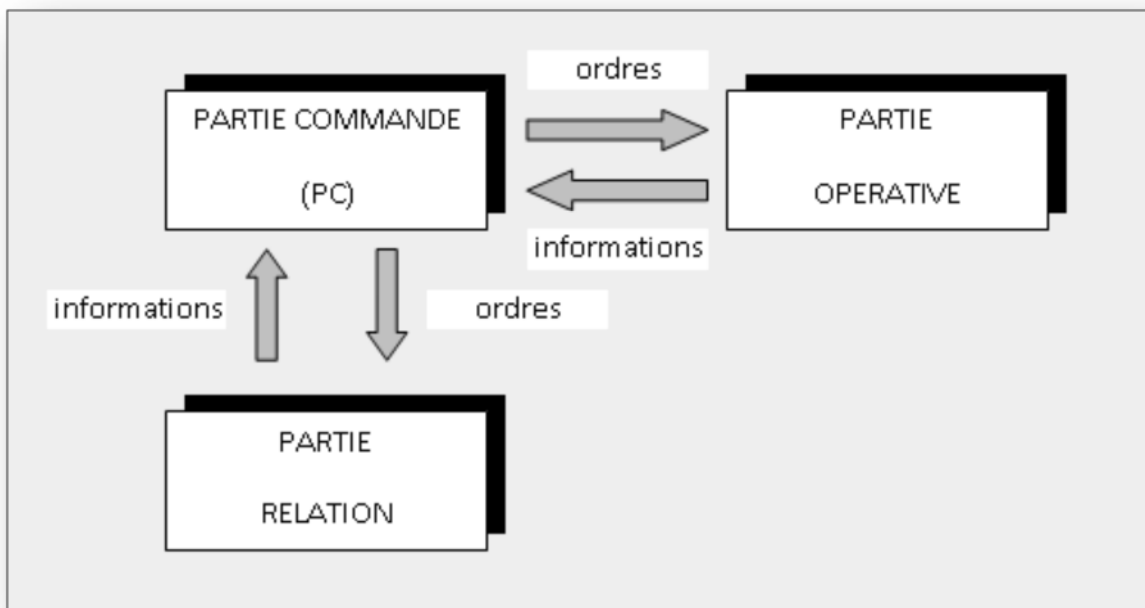 ordres
PARTIE COMMANDE
(PC)
PARTIE
OPERATIVE
informations
informations
ordres
PARTIE
RELATION